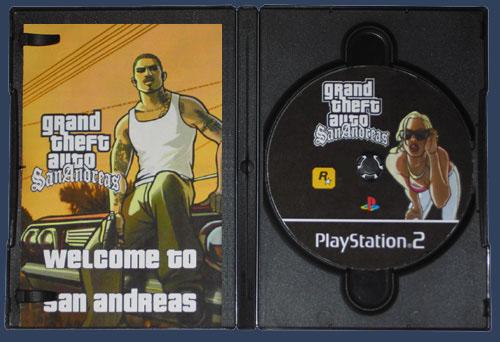 grand
theft
auto
San Andreas
welcome to
san andreas
grand
theft
auto
San Andreas
R
PlayStation®2